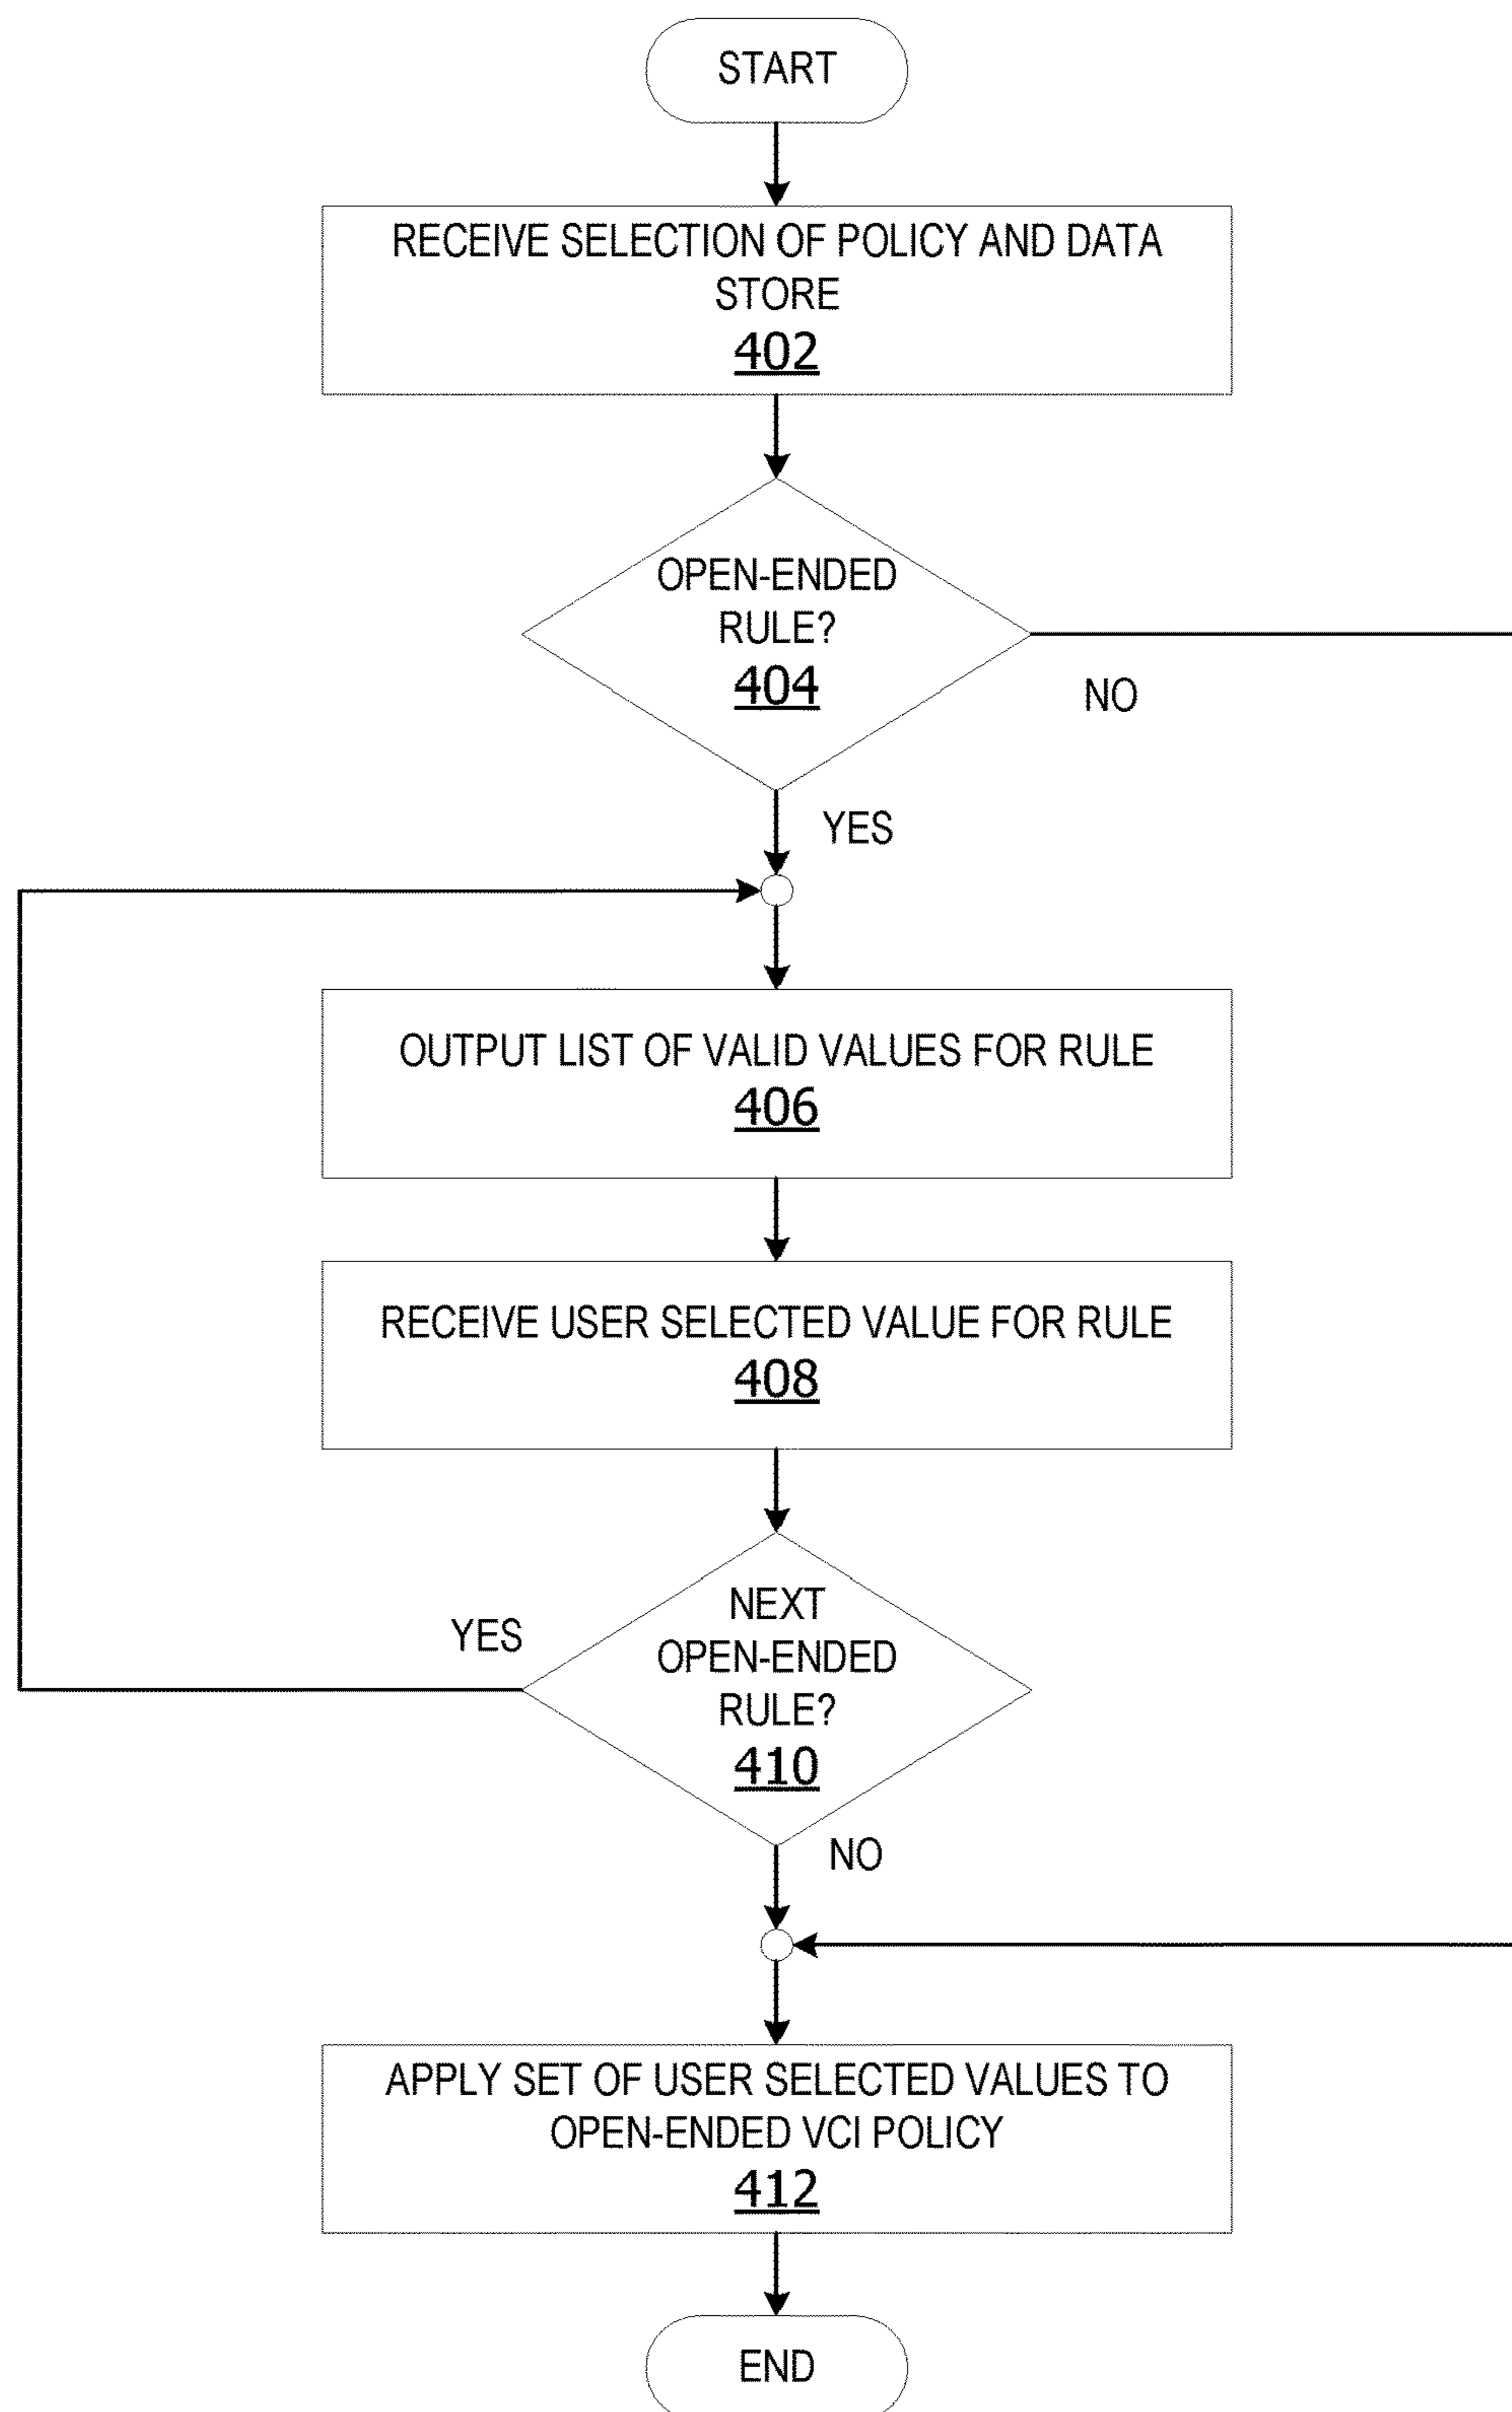 START
RECEIVE SELECTION OF POLICY AND DATA
STORE
402
OPEN-ENDED
RULE?
404
NO
YES
OUTPUT LIST OF VALID VALUES FOR RULE
406
RECEIVE USER SELECTED VALUE FOR RULE
408
YES
NEXT
OPEN-ENDED
RULE?
410
NO
APPLY SET OF USER SELECTED VALUES TO
OPEN-ENDED VCI POLICY
412
END